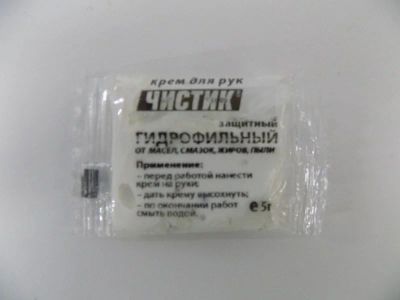 крем для рук
ЧИСТИК
защитный
ГИДРОФИЛЬНЫЙ
ОТ МАСЕЛ, СМАЗОК, ЖИРОВ, ПЫЛИ
Применение:
– перед работой нанести
крем на руки;
– дать крему высохнуть;
– по окончании работ
смыть водой.
e 5г